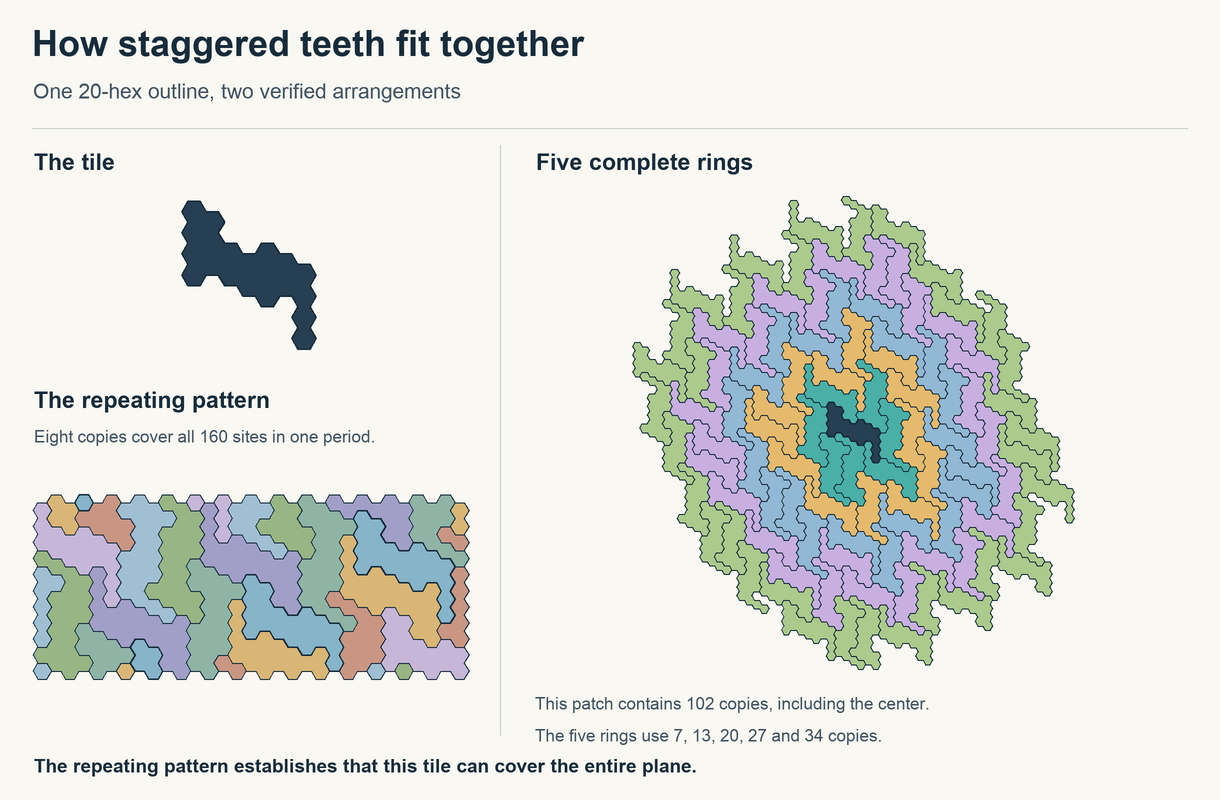 How staggered teeth fit together
One 20-hex outline, two verified arrangements
The tile
The repeating pattern
Eight copies cover all 160 sites in one period.
Five complete rings
This patch contains 102 copies, including the center.
The five rings use 7, 13, 20, 27 and 34 copies.
The repeating pattern establishes that this tile can cover the entire plane.